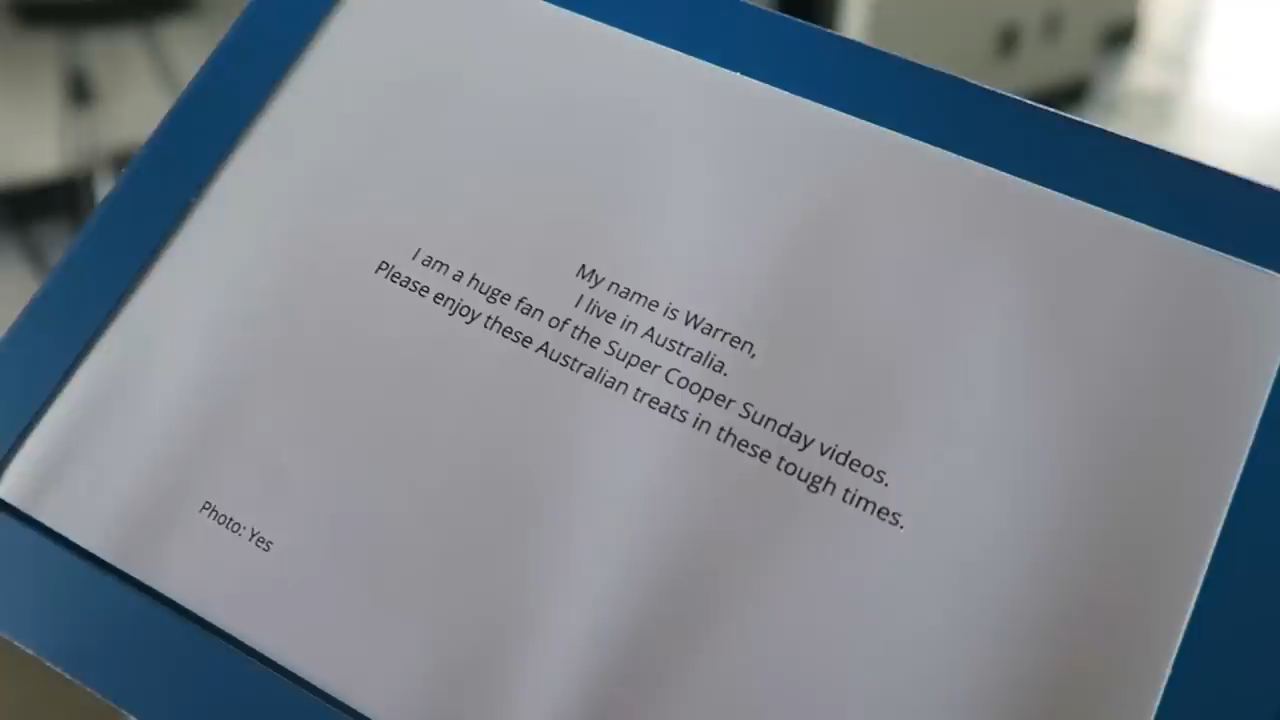 My name is Warren,
I live in Australia.
I am a huge fan of the Super Cooper Sunday videos.
Please enjoy these Australian treats in these tough times.
Photo: Yes